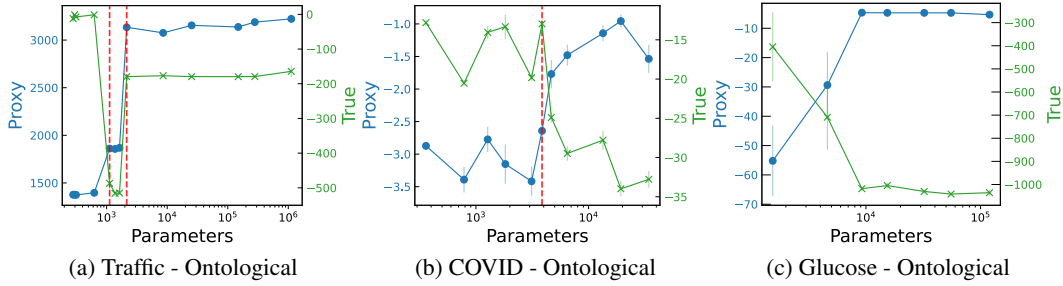 3000
2500
2000
1500
Proxy
0
−100
−200
−300
−400
−500
True
10³ 10⁴ 10⁵ 10⁶
Parameters
(a) Traffic - Ontological
−1.0
−1.5
−2.0
−2.5
−3.0
−3.5
Proxy
−15
−20
−25
−30
−35
True
10³ 10⁴
Parameters
(b) COVID - Ontological
−10
−20
−30
−40
−50
−60
−70
Proxy
−300
−400
−500
−600
−700
−800
−900
−1000
True
10⁴ 10⁵
Parameters
(c) Glucose - Ontological